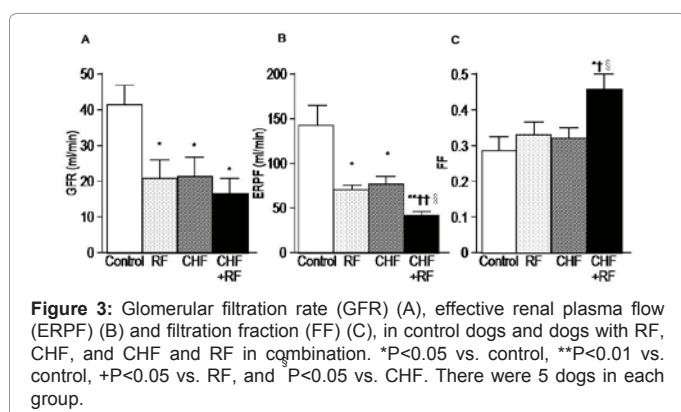 A
B
C
GFR (ml/min)
50
40
30
20
10
0
*
*
*
Control RF CHF CHF
+RF
ERPF (ml/min)
200
150
100
50
0
*
*
**††§
Control RF CHF CHF
+RF
FF
0.5
0.4
0.3
0.2
0.1
0
*†§
Control RF CHF CHF
+RF
Figure 3: Glomerular filtration rate (GFR) (A), effective renal plasma flow
(ERPF) (B) and filtration fraction (FF) (C), in control dogs and dogs with RF,
CHF, and CHF and RF in combination. *P<0.05 vs. control, **P<0.01 vs.
control, +P<0.05 vs. RF, and §P<0.05 vs. CHF. There were 5 dogs in each
group.